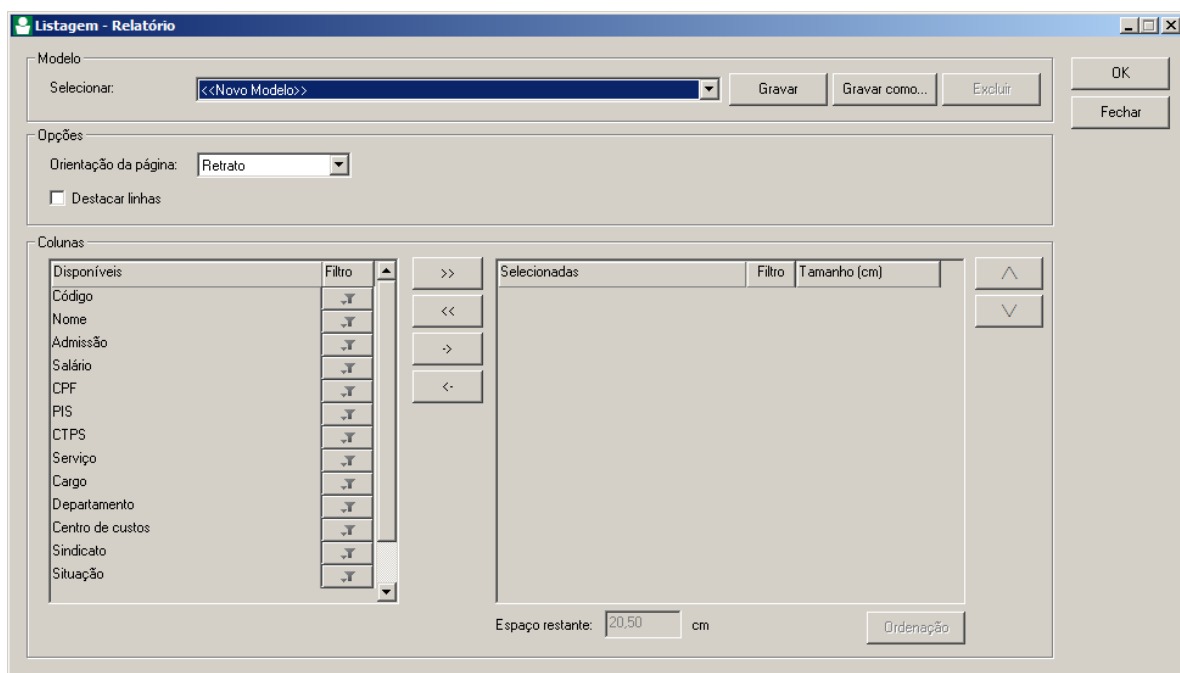 Listagem - Relatório
Modelo
Selecionar: <<Novo Modelo>> Gravar Gravar como... Excluir
OK
Fechar
Opções
Orientação da página: Retrato
Destacar linhas
Colunas
Disponíveis Filtro
Código
Nome
Admissão
Salário
CPF
PIS
CTPS
Serviço
Cargo
Departamento
Centro de custos
Sindicato
Situação
>>
<<
->
<-
Selecionadas Filtro Tamanho (cm)
Espaço restante: 20,50 cm Ordenação